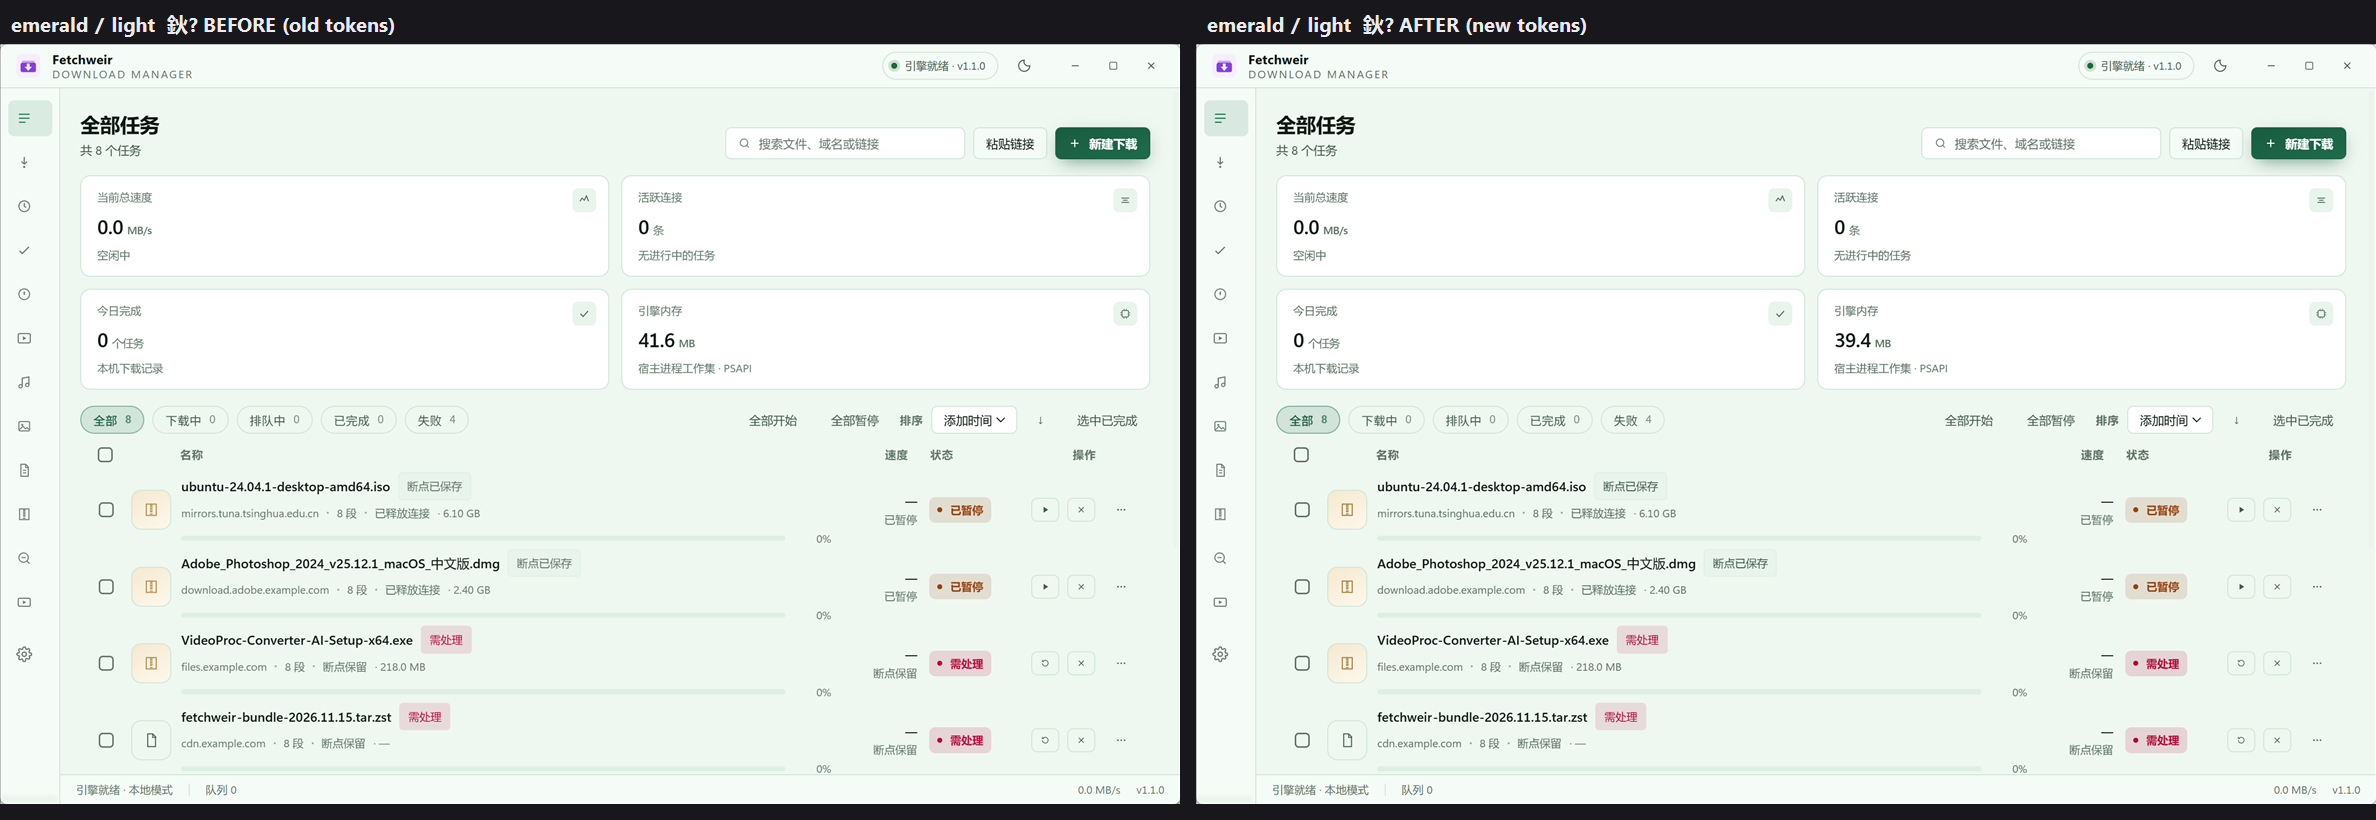 emerald / light 鈥? BEFORE (old tokens)
Fetchweir
DOWNLOAD MANAGER
引擎就绪 · v1.1.0
全部任务
共 8 个任务
搜索文件、域名或链接
粘贴链接
+ 新建下载
当前总速度
0.0 MB/s
空闲中
活跃连接
0 条
无进行中的任务
今日完成
0 个任务
本机下载记录
引擎内存
41.6 MB
宿主进程工作集 · PSAPI
全部 8 下载中 0 排队中 0 已完成 0 失败 4 全部开始 全部暂停 排序 添加时间 ↓ 选中已完成
名称 速度 状态 操作
ubuntu-24.04.1-desktop-amd64.iso 断点已保存
mirrors.tuna.tsinghua.edu.cn · 8 段 · 已释放连接 · 6.10 GB
—
已暂停
已暂停
0%
Adobe_Photoshop_2024_v25.12.1_macOS_中文版.dmg 断点已保存
download.adobe.example.com · 8 段 · 已释放连接 · 2.40 GB
—
已暂停
已暂停
0%
VideoProc-Converter-AI-Setup-x64.exe 需处理
files.example.com · 8 段 · 断点保留 · 218.0 MB
—
断点保留
需处理
0%
fetchweir-bundle-2026.11.15.tar.zst 需处理
cdn.example.com · 8 段 · 断点保留 · —
—
断点保留
需处理
0%
引擎就绪 · 本地模式 队列 0 0.0 MB/s v1.1.0
emerald / light 鈥? AFTER (new tokens)
Fetchweir
DOWNLOAD MANAGER
引擎就绪 · v1.1.0
全部任务
共 8 个任务
搜索文件、域名或链接
粘贴链接
+ 新建下载
当前总速度
0.0 MB/s
空闲中
活跃连接
0 条
无进行中的任务
今日完成
0 个任务
本机下载记录
引擎内存
39.4 MB
宿主进程工作集 · PSAPI
全部 8 下载中 0 排队中 0 已完成 0 失败 4 全部开始 全部暂停 排序 添加时间 ↓ 选中已完成
名称 速度 状态 操作
ubuntu-24.04.1-desktop-amd64.iso 断点已保存
mirrors.tuna.tsinghua.edu.cn · 8 段 · 已释放连接 · 6.10 GB
—
已暂停
已暂停
0%
Adobe_Photoshop_2024_v25.12.1_macOS_中文版.dmg 断点已保存
download.adobe.example.com · 8 段 · 已释放连接 · 2.40 GB
—
已暂停
已暂停
0%
VideoProc-Converter-AI-Setup-x64.exe 需处理
files.example.com · 8 段 · 断点保留 · 218.0 MB
—
断点保留
需处理
0%
fetchweir-bundle-2026.11.15.tar.zst 需处理
cdn.example.com · 8 段 · 断点保留 · —
—
断点保留
需处理
0%
引擎就绪 · 本地模式 队列 0 0.0 MB/s v1.1.0